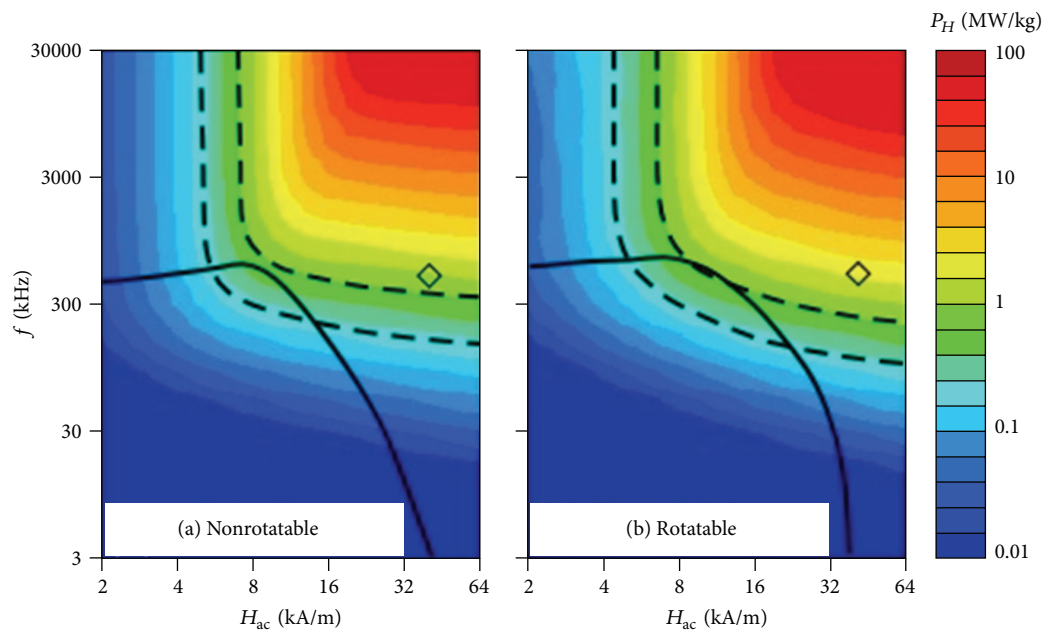 P_H (MW/kg)
30000
3000
300
30
3
f (kHz)
(a) Nonrotatable
(b) Rotatable
2 4 8 16 32 64
2 4 8 16 32 64
H_ac (kA/m)
H_ac (kA/m)
100
10
1
0.1
0.01